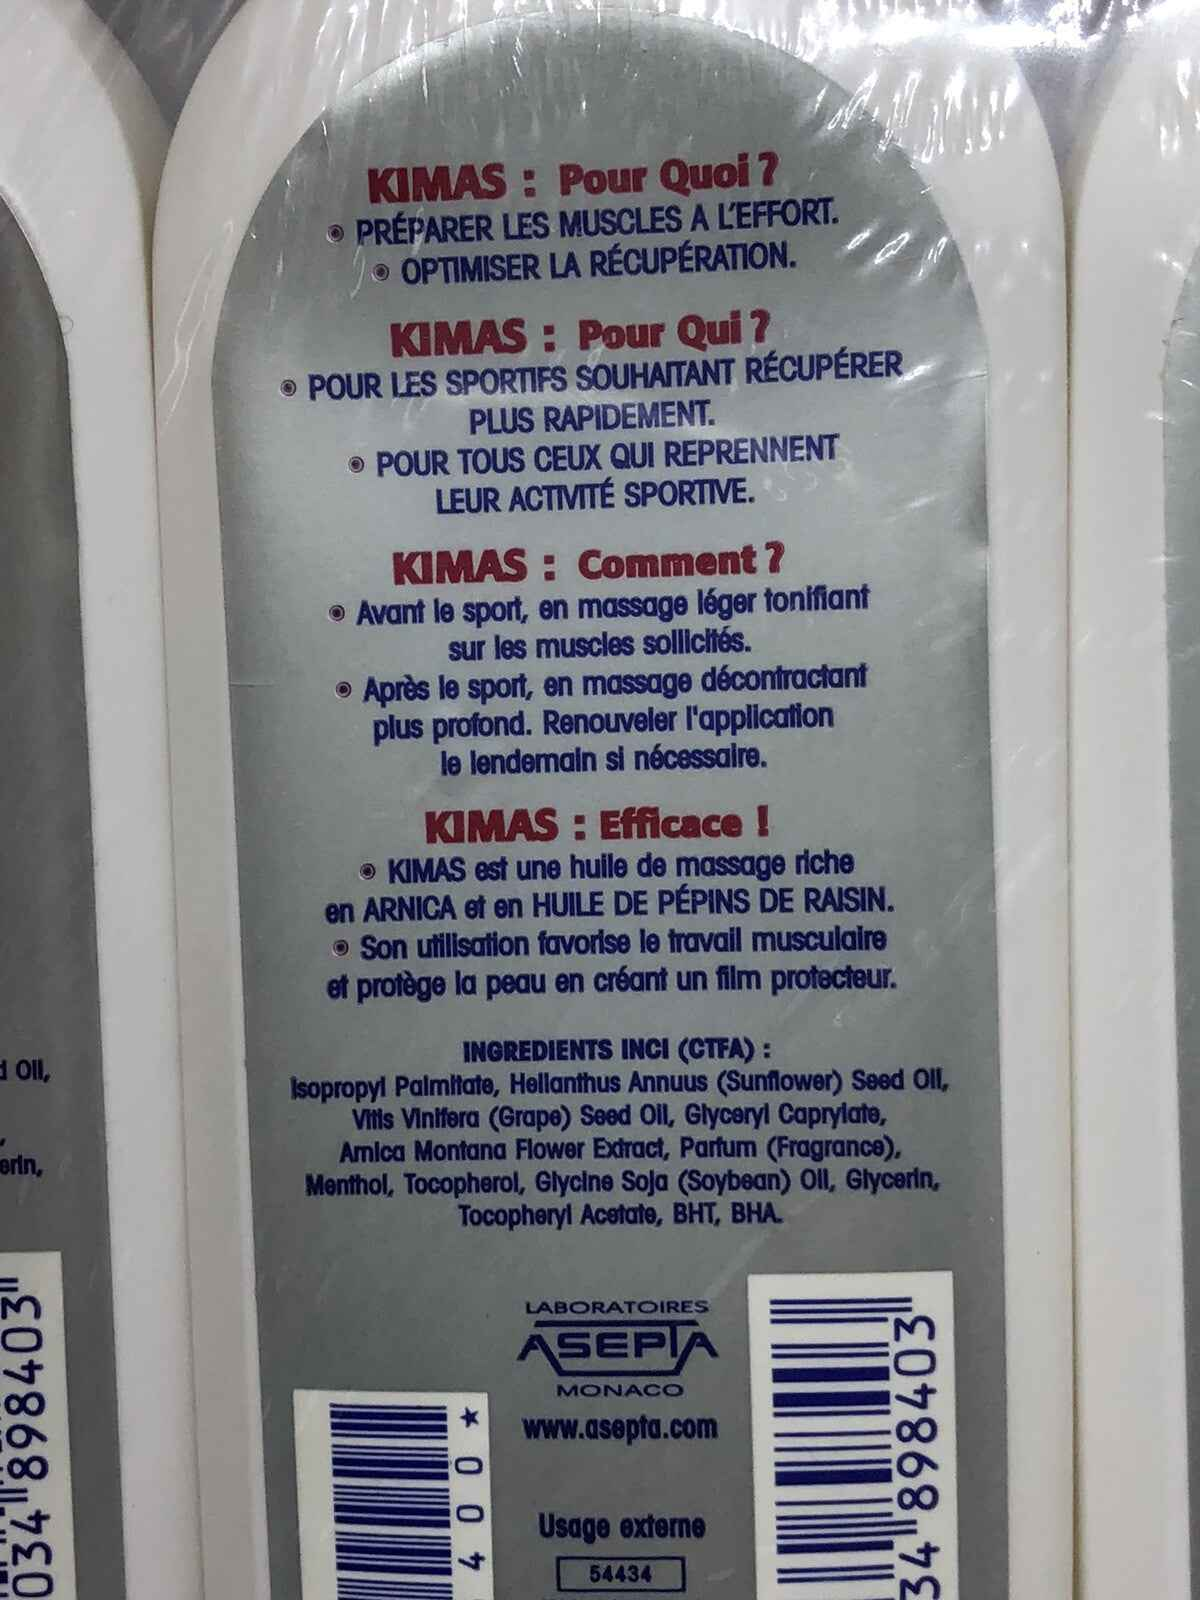 KIMAS : Pour Quoi ?
• PRÉPARER LES MUSCLES A L'EFFORT.
• OPTIMISER LA RÉCUPÉRATION.
KIMAS : Pour Qui ?
• POUR LES SPORTIFS SOUHAITANT RÉCUPÉRER
PLUS RAPIDEMENT.
• POUR TOUS CEUX QUI REPRENNENT
LEUR ACTIVITÉ SPORTIVE.
KIMAS : Comment ?
• Avant le sport, en massage léger tonifiant
sur les muscles sollicités.
• Après le sport, en massage décontractant
plus profond. Renouveler l'application
le lendemain si nécessaire.
KIMAS : Efficace !
• KIMAS est une huile de massage riche
en ARNICA et en HUILE DE PÉPINS DE RAISIN.
• Son utilisation favorise le travail musculaire
et protège la peau en créant un film protecteur.
INGREDIENTS INCI (CTFA) :
Isopropyl Palmitate, Helianthus Annuus (Sunflower) Seed Oil,
Vitis Vinifera (Grape) Seed Oil, Glyceryl Caprylate,
Arnica Montana Flower Extract, Parfum (Fragrance),
Menthol, Tocopherol, Glycine Soja (Soybean) Oil, Glycerin,
Tocopheryl Acetate, BHT, BHA.
LABORATOIRES
ASEPTA
MONACO
www.asepta.com
Usage externe
54434
400*
34 898403
Oil,
034 898403